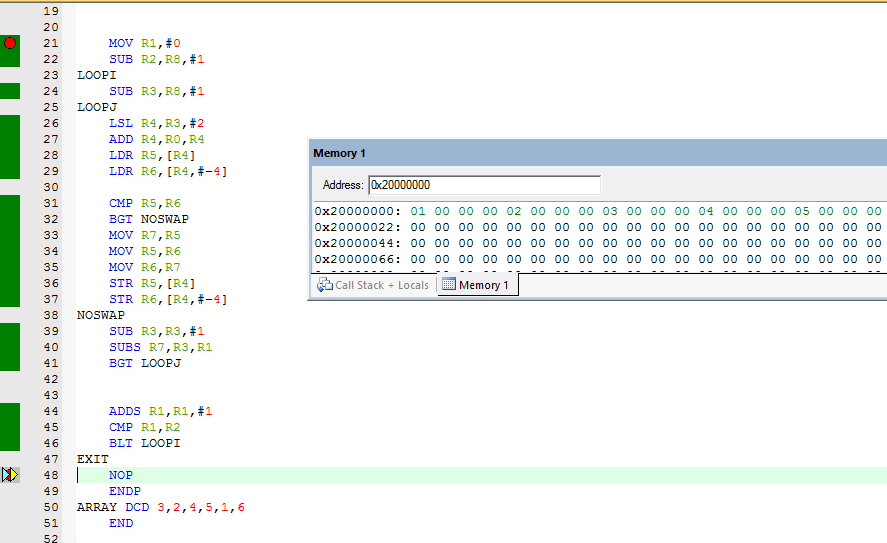 19
20
21 MOV R1,#0
22 SUB R2,R8,#1
23 LOOPI
24 SUB R3,R8,#1
25 LOOPJ
26 LSL R4,R3,#2
27 ADD R4,R0,R4
28 LDR R5,[R4]
29 LDR R6,[R4,#-4]
30
31 CMP R5,R6
32 BGT NOSWAP
33 MOV R7,R5
34 MOV R5,R6
35 MOV R6,R7
36 STR R5,[R4]
37 STR R6,[R4,#-4]
38 NOSWAP
39 SUB R3,R3,#1
40 SUBS R7,R3,R1
41 BGT LOOPJ
42
43
44 ADDS R1,R1,#1
45 CMP R1,R2
46 BLT LOOPI
47 EXIT
48 NOP
49 ENDP
50 ARRAY DCD 3,2,4,5,1,6
51 END
52
Memory 1
Address: 0x20000000
0x20000000: 01 00 00 00 02 00 00 00 03 00 00 00 04 00 00 00 05 00 00 00
0x20000022: 00 00 00 00 00 00 00 00 00 00 00 00 00 00 00 00 00 00 00 00
0x20000044: 00 00 00 00 00 00 00 00 00 00 00 00 00 00 00 00 00 00 00 00
0x20000066: 00 00 00 00 00 00 00 00 00 00 00 00 00 00 00 00 00 00 00 00
Call Stack + Locals
Memory 1